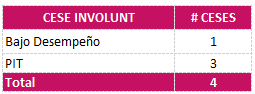 CESE INVOLUNT # CESES
Bajo Desempeño 1
PIT 3
Total 4